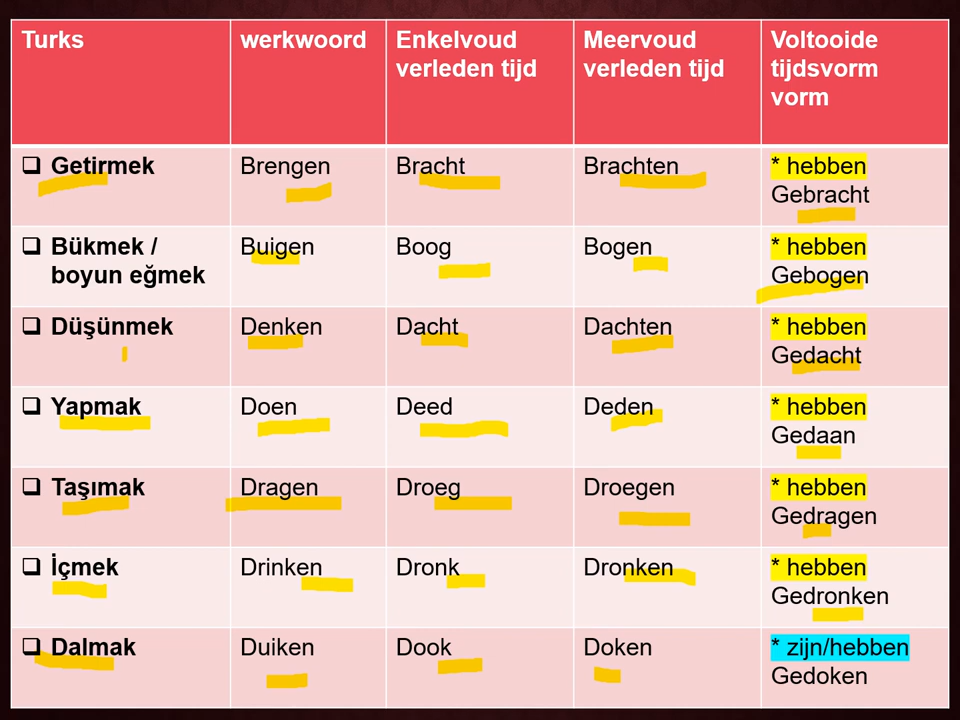 Turks werkwoord Enkelvoud Meervoud Voltooide
verleden tijd verleden tijd tijdsvorm
vorm
Getirmek Brengen Bracht Brachten * hebben
Gebracht
Bükmek / Buigen Boog Bogen * hebben
boyun eğmek Gebogen
Düşünmek Denken Dacht Dachten * hebben
Gedacht
Yapmak Doen Deed Deden * hebben
Gedaan
Taşımak Dragen Droeg Droegen * hebben
Gedragen
İçmek Drinken Dronk Dronken * hebben
Gedronken
Dalmak Duiken Dook Doken * zijn/hebben
Gedoken